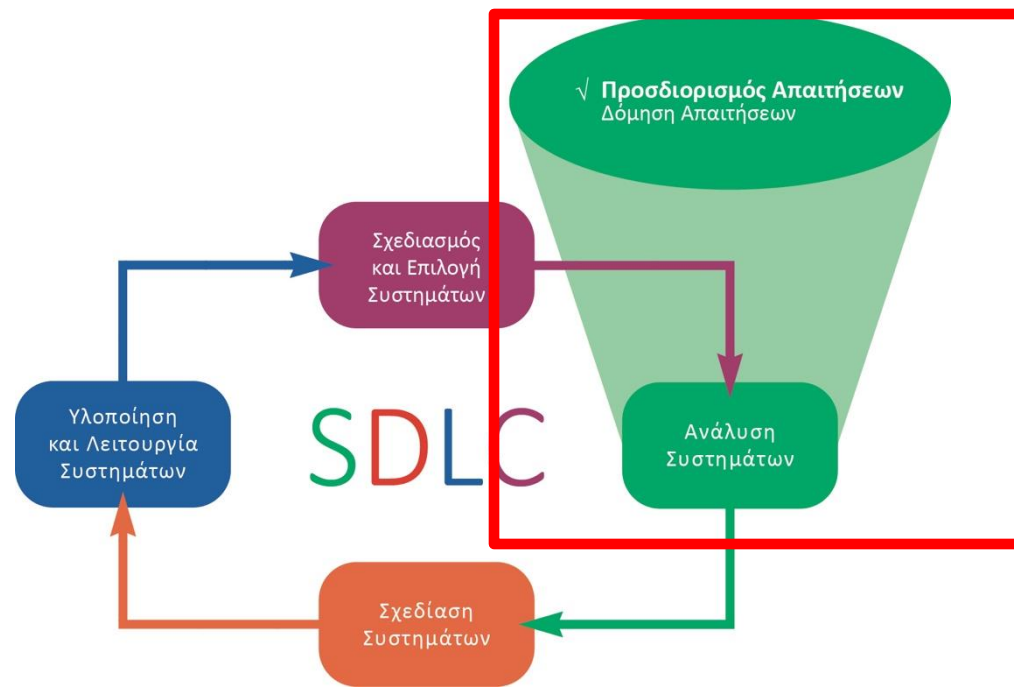 √ Προσδιορισμός Απαιτήσεων
Δόμηση Απαιτήσεων
Σχεδιασμός
και Επιλογή
Συστημάτων
Υλοποίηση
και Λειτουργία
Συστημάτων
SDLC
Ανάλυση
Συστημάτων
Σχεδίαση
Συστημάτων